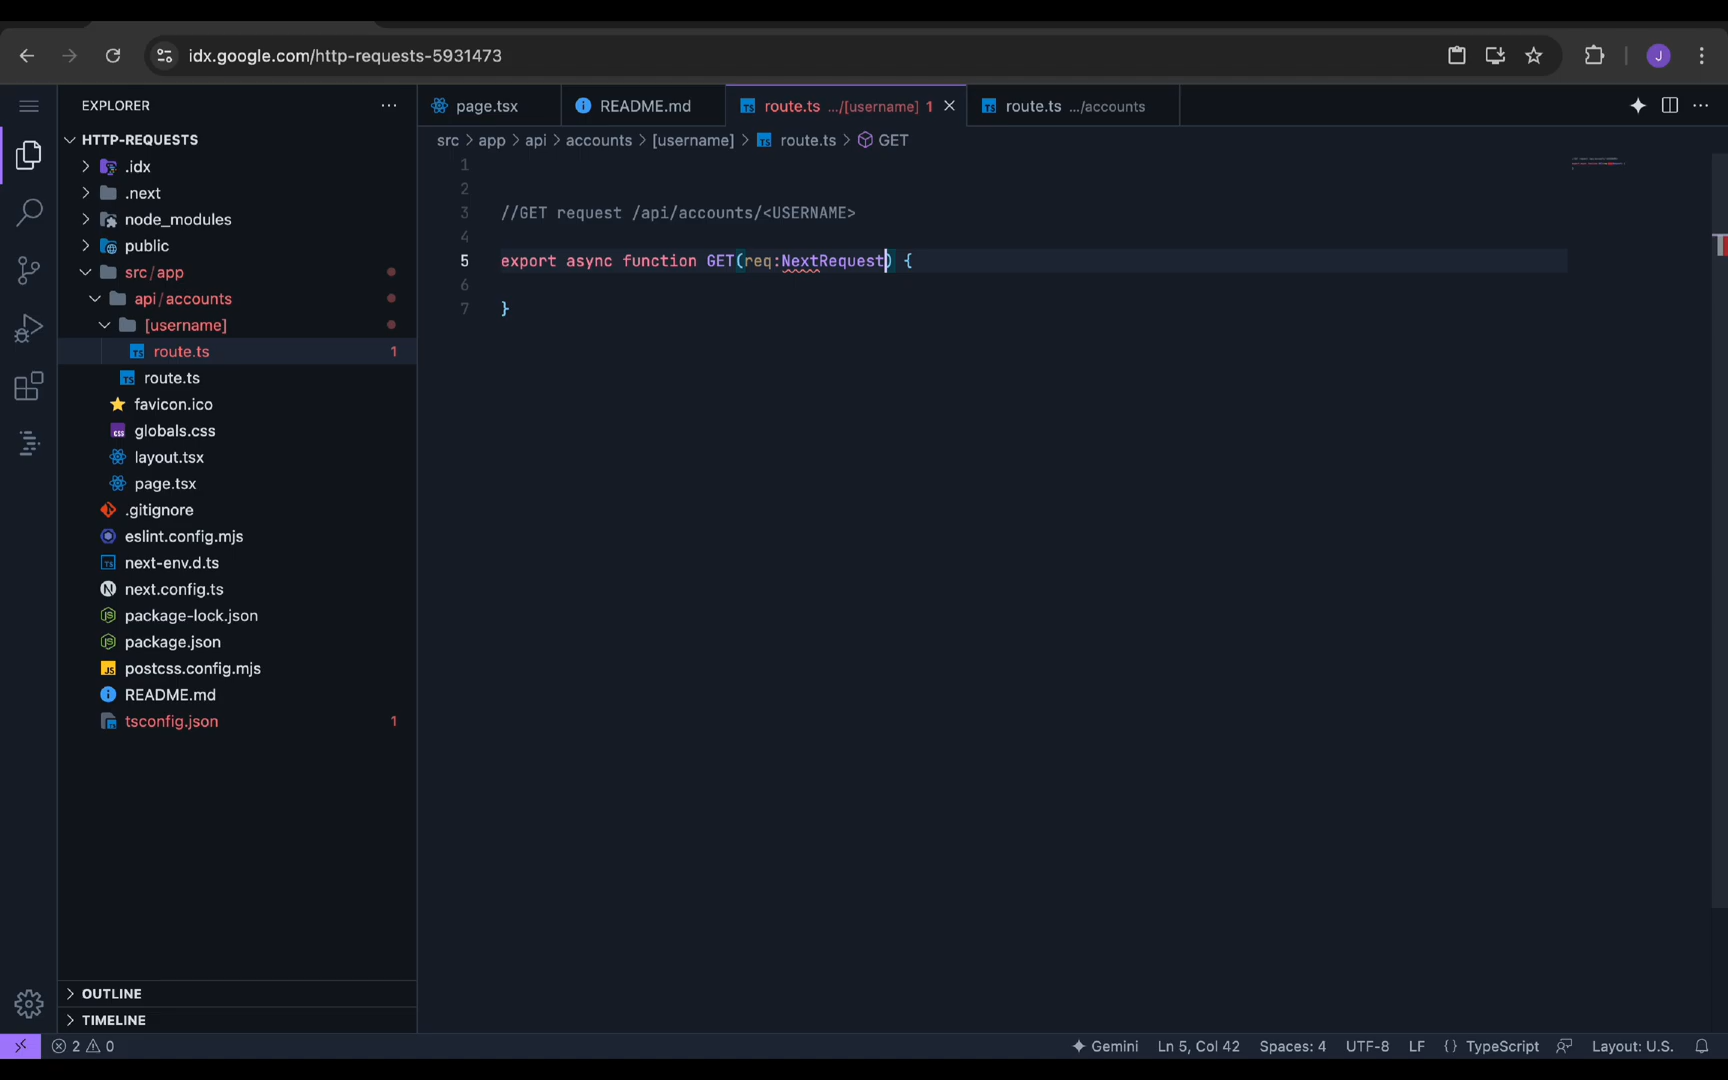 idx.google.com/http-requests-5931473
J
EXPLORER
HTTP-REQUESTS
.idx
.next
node_modules
public
src/app
api/accounts
[username]
route.ts 1
route.ts
favicon.ico
globals.css
layout.tsx
page.tsx
.gitignore
eslint.config.mjs
next-env.d.ts
next.config.ts
package-lock.json
package.json
postcss.config.mjs
README.md
tsconfig.json 1
OUTLINE
TIMELINE
page.tsx
README.md
route.ts .../[username] 1
route.ts .../accounts
src > app > api > accounts > [username] > route.ts > GET
1
2
3 //GET request /api/accounts/<USERNAME>
4
5 export async function GET(req:NextRequest) {
6
7 }
2 0
Gemini Ln 5, Col 42 Spaces: 4 UTF-8 LF {} TypeScript Layout: U.S.